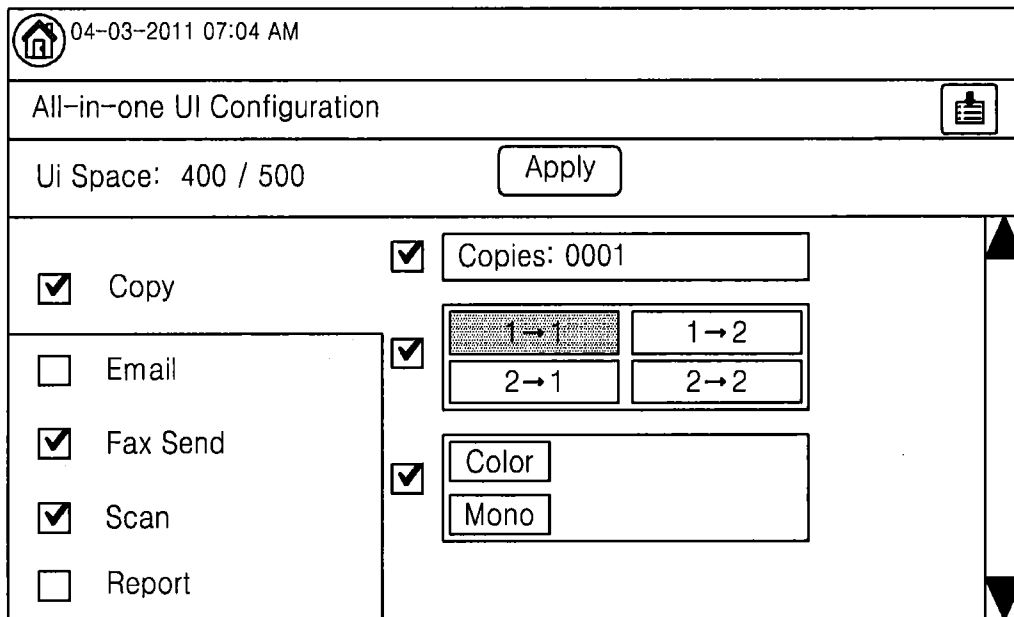 04-03-2011 07:04 AM
All-in-one UI Configuration
Ui Space: 400 / 500
Apply
Copy
Email
Fax Send
Scan
Report
Copies: 0001
1→1
1→2
2→1
2→2
Color
Mono